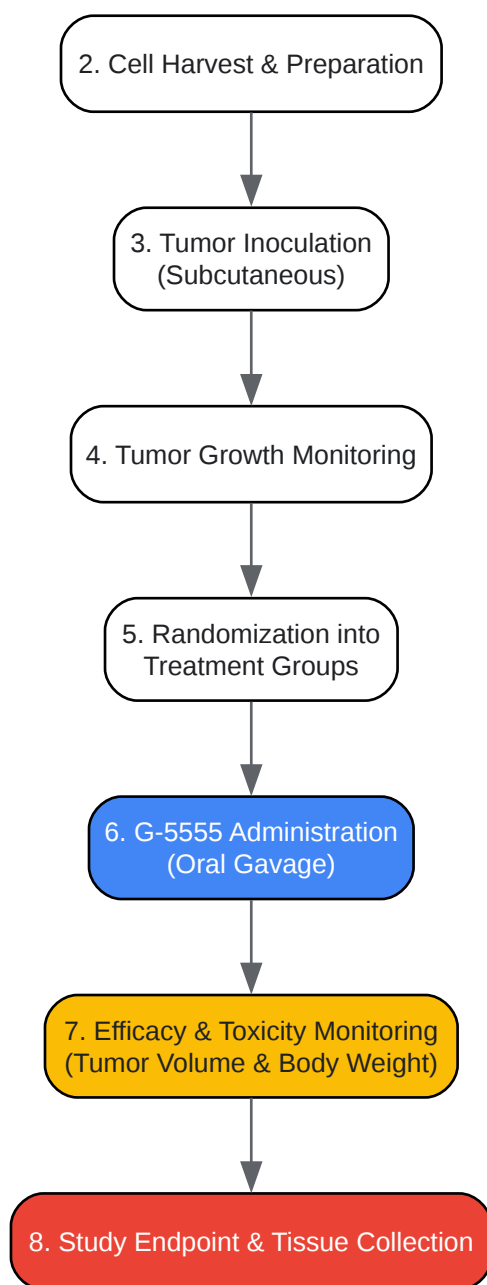 2. Cell Harvest & Preparation
3. Tumor Inoculation
(Subcutaneous)
4. Tumor Growth Monitoring
5. Randomization into
Treatment Groups
6. G-5555 Administration
(Oral Gavage)
7. Efficacy & Toxicity Monitoring
(Tumor Volume & Body Weight)
8. Study Endpoint & Tissue Collection